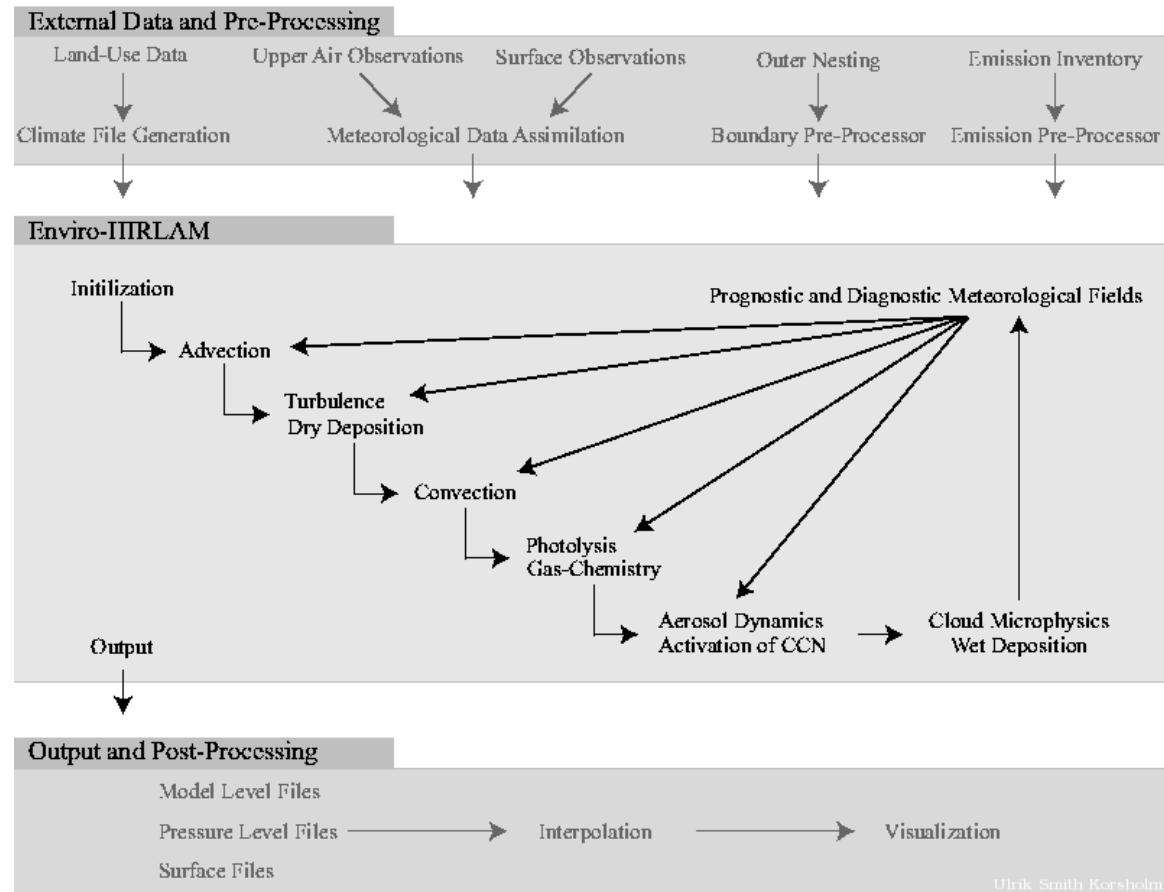 External Data and Pre-Processing
Land-Use Data
Upper Air Observations
Surface Observations
Outer Nesting
Emission Inventory
Climate File Generation
Meteorological Data Assimilation
Boundary Pre-Processor
Emission Pre-Processor
Enviro-HIRLAM
Initilization
Prognostic and Diagnostic Meteorological Fields
Advection
Turbulence
Dry Deposition
Convection
Photolysis
Gas-Chemistry
Aerosol Dynamics
Activation of CCN
Cloud Microphysics
Wet Deposition
Output
Output and Post-Processing
Model Level Files
Pressure Level Files
Interpolation
Visualization
Surface Files
Ulrik Smith Korsholm